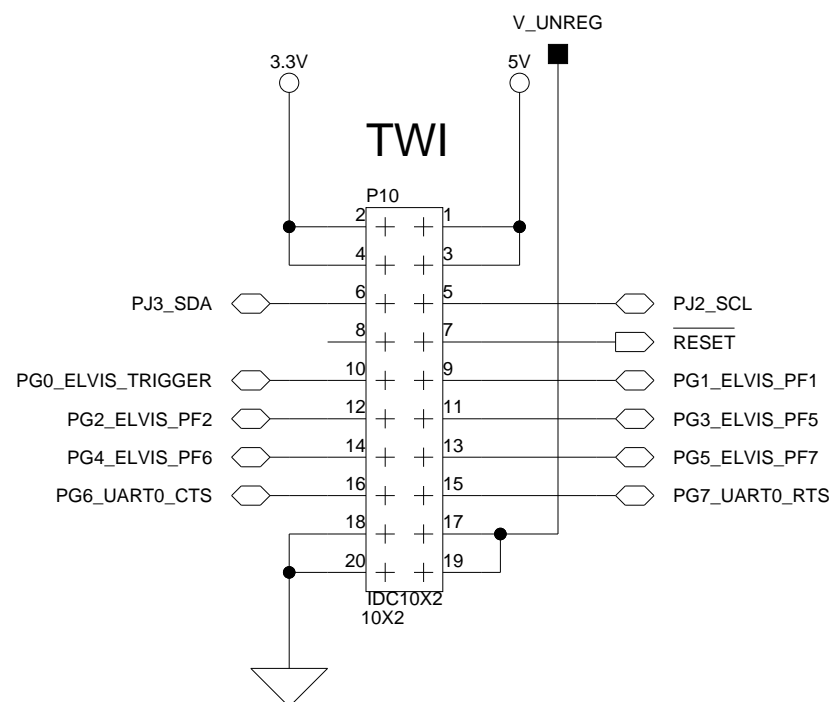 V_UNREG
3.3V
5V
TWI
P10
2 1
4 3
PJ3_SDA 6 5 PJ2_SCL
8 7 RESET
PG0_ELVIS_TRIGGER 10 9 PG1_ELVIS_PF1
PG2_ELVIS_PF2 12 11 PG3_ELVIS_PF5
PG4_ELVIS_PF6 14 13 PG5_ELVIS_PF7
PG6_UART0_CTS 16 15 PG7_UART0_RTS
18 17
20 19
IDC10X2
10X2